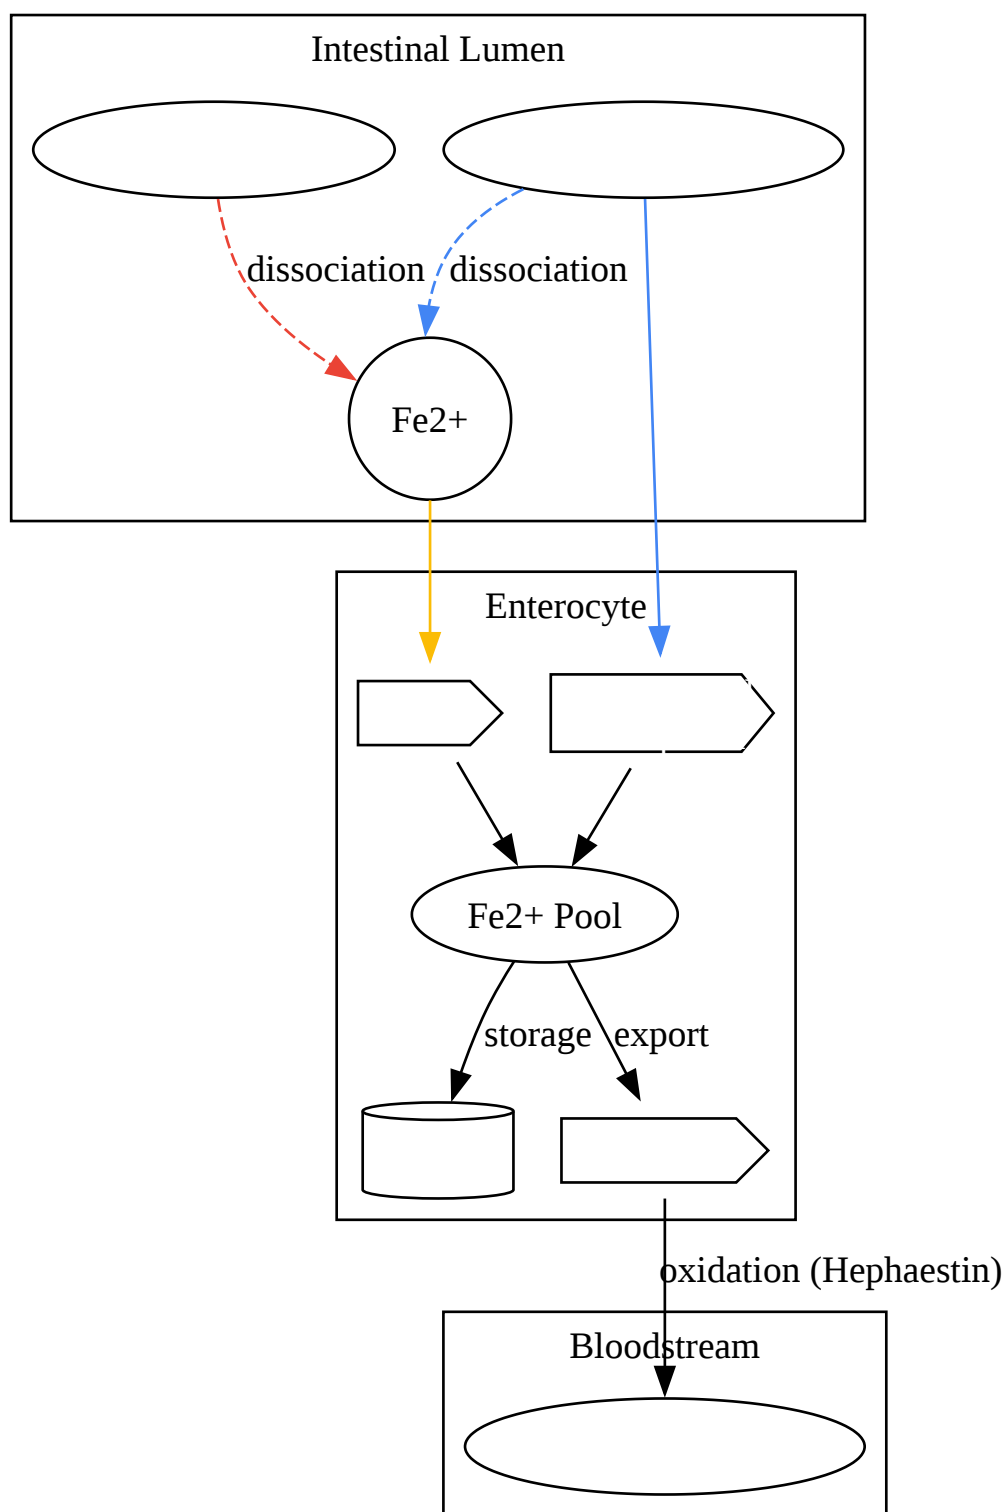 Intestinal Lumen
dissociation
dissociation
Fe2+
Enterocyte
Fe2+ Pool
storage
export
oxidation (Hephaestin)
Bloodstream